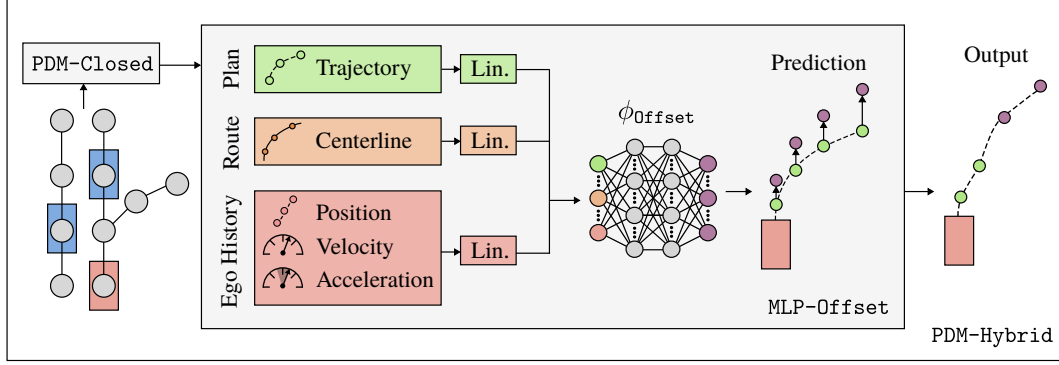 PDM-Closed
Plan
Trajectory
Lin.
Route
Centerline
Lin.
Ego History
Position
Velocity
Acceleration
Lin.
ϕOffset
Prediction
MLP-Offset
Output
PDM-Hybrid